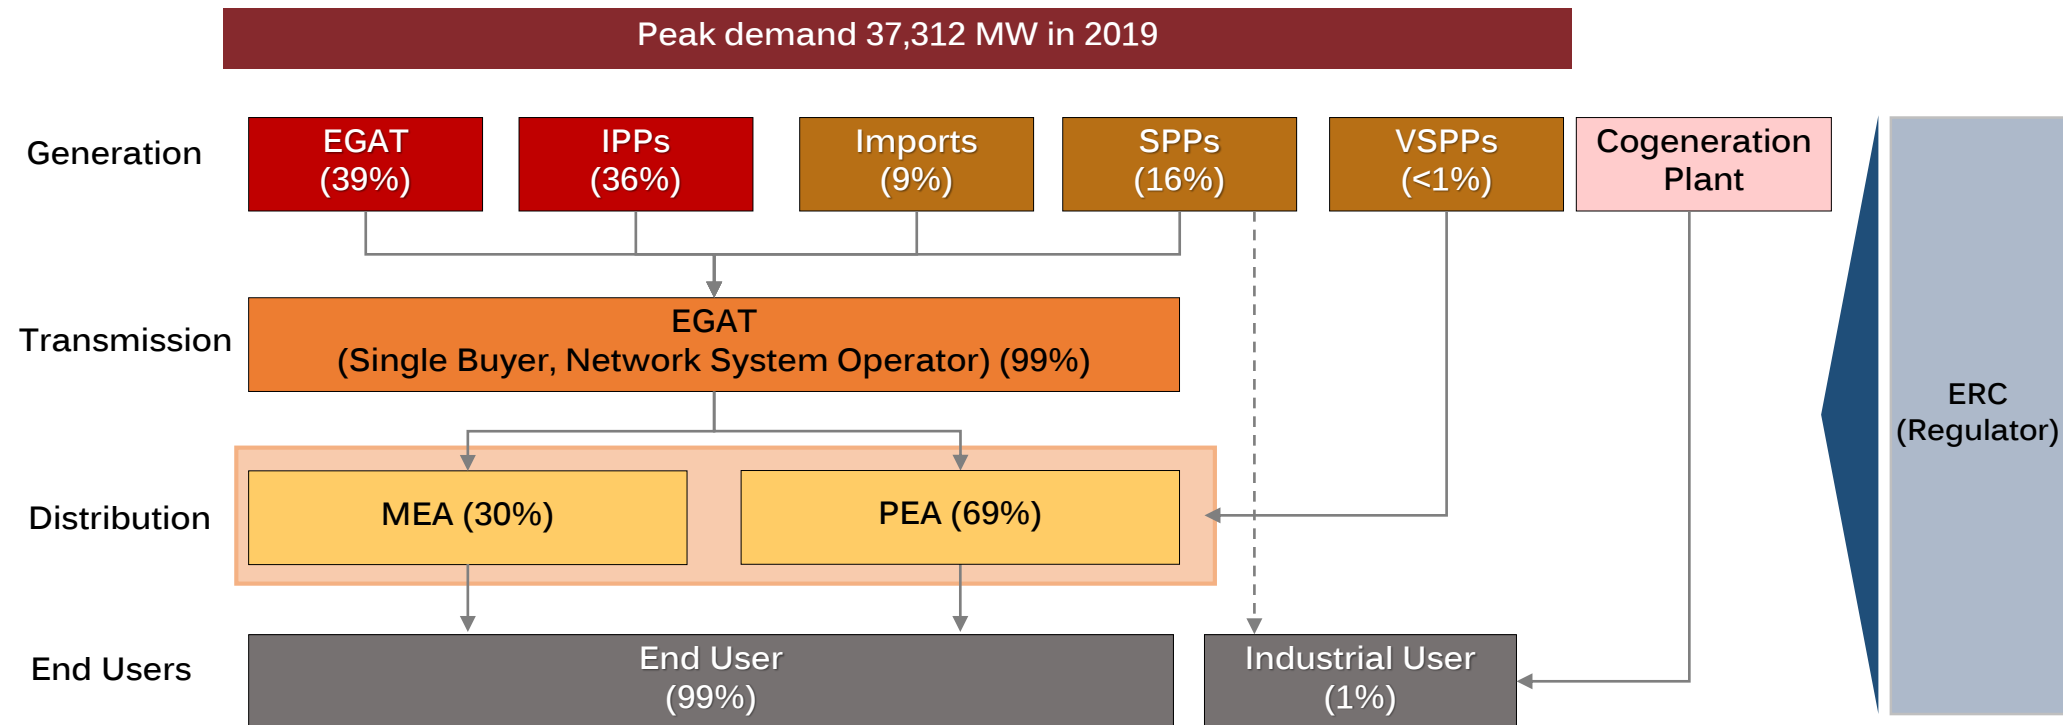 Peak demand 37,312 MW in 2019
Generation
EGAT
(39%)
IPPs
(36%)
Imports
(9%)
SPPs
(16%)
VSPPs
(<1%)
Cogeneration
Plant
Transmission
EGAT
(Single Buyer, Network System Operator) (99%)
ERC
(Regulator)
Distribution
MEA (30%)
PEA (69%)
End Users
End User
(99%)
Industrial User
(1%)